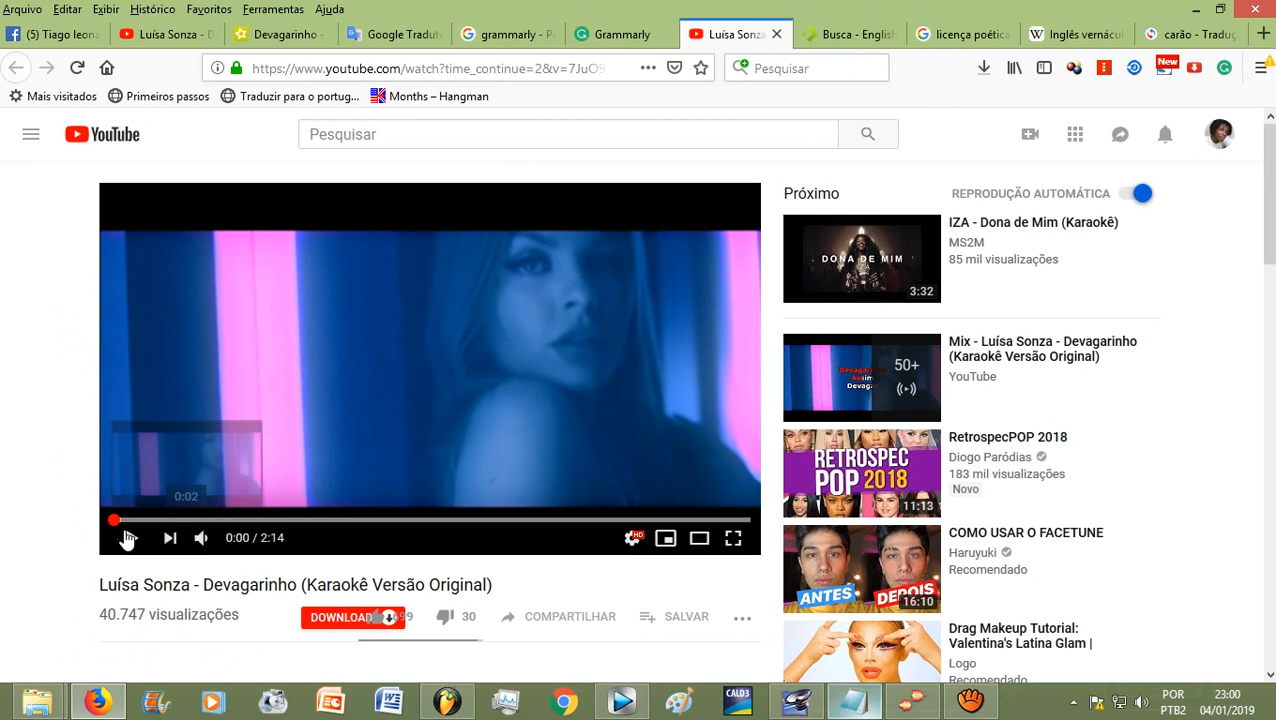 Arquivo Editar Exibir Histórico Favoritos Ferramentas Ajuda
(5) Tiago leona
Luísa Sonza - D
Devagarinho -
Google Tradut
grammarly - Pe
Grammarly
Luísa Sonza
Busca - English
licença poética
Inglês vernácul
carão - Traduç
https://www.youtube.com/watch?time_continue=2&v=7JuO9
Pesquisar
New
Mais visitados
Primeiros passos
Traduzir para o portug...
Months – Hangman
YouTube
Pesquisar
Próximo
REPRODUÇÃO AUTOMÁTICA
DONA DE MIM
3:32
IZA - Dona de Mim (Karaokê)
MS2M
85 mil visualizações
50+
Mix - Luísa Sonza - Devagarinho
(Karaokê Versão Original)
YouTube
RETROSPEC
POP 2018
11:13
RetrospecPOP 2018
Diogo Paródias
183 mil visualizações
Novo
ANTES
DEPOIS
16:10
COMO USAR O FACETUNE
Haruyuki
Recomendado
Drag Makeup Tutorial:
Valentina's Latina Glam |
Logo
Recomendado
0:02
0:00 / 2:14
HD
Luísa Sonza - Devagarinho (Karaokê Versão Original)
40.747 visualizações
DOWNLOAD
30
COMPARTILHAR
SALVAR
CALD3
POR
PTB2
23:00
04/01/2019